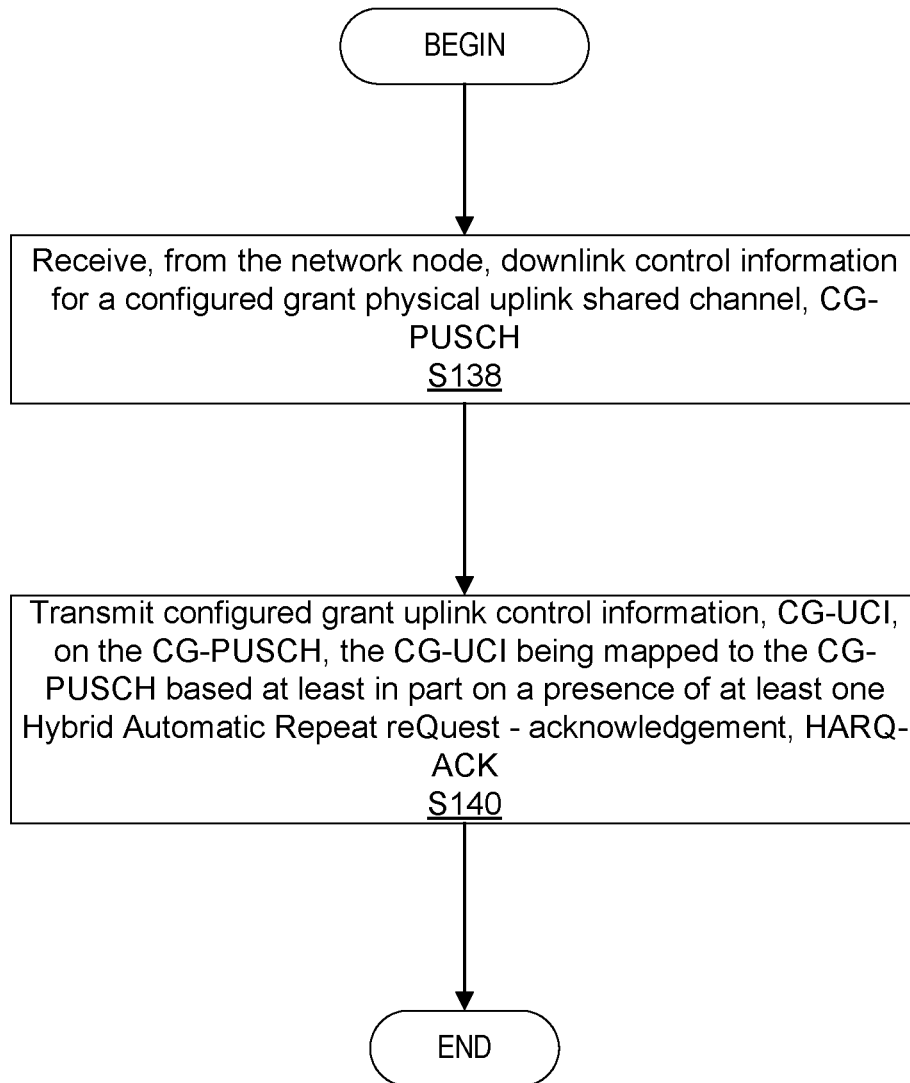 BEGIN
Receive, from the network node, downlink control information
for a configured grant physical uplink shared channel, CG-
PUSCH
S138
Transmit configured grant uplink control information, CG-UCI,
on the CG-PUSCH, the CG-UCI being mapped to the CG-
PUSCH based at least in part on a presence of at least one
Hybrid Automatic Repeat reQuest - acknowledgement, HARQ-
ACK
S140
END